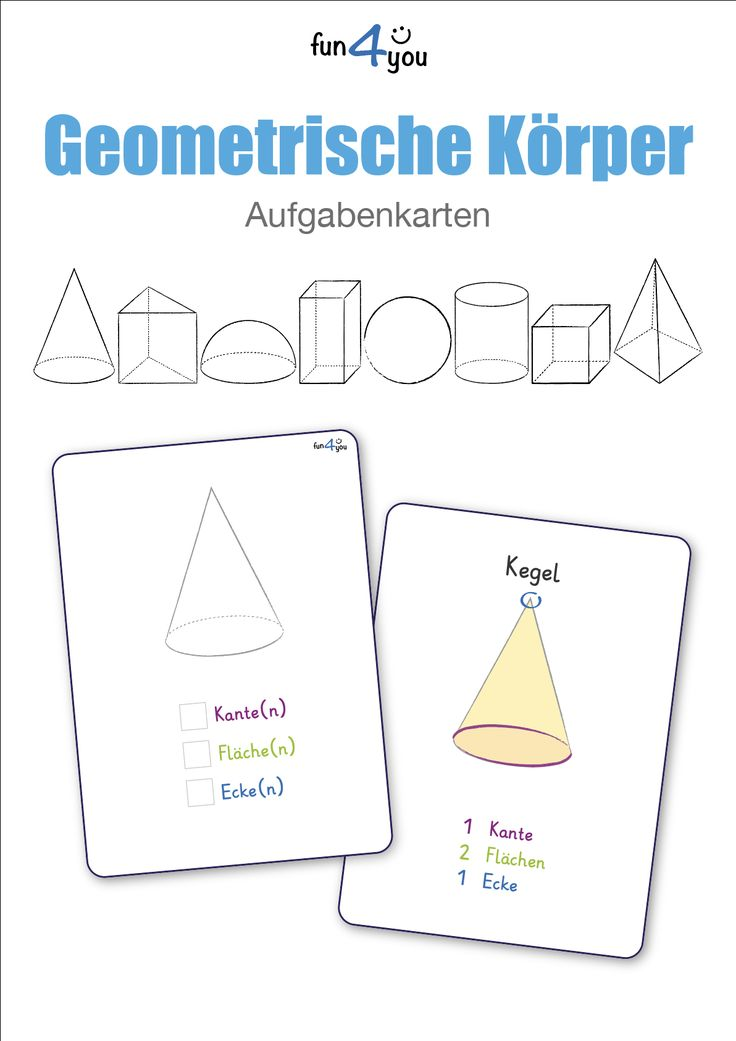 fun4you
Geometrische Körper
Aufgabenkarten
fun4you
Kante(n)
Fläche(n)
Ecke(n)
Kegel
1 Kante
2 Flächen
1 Ecke